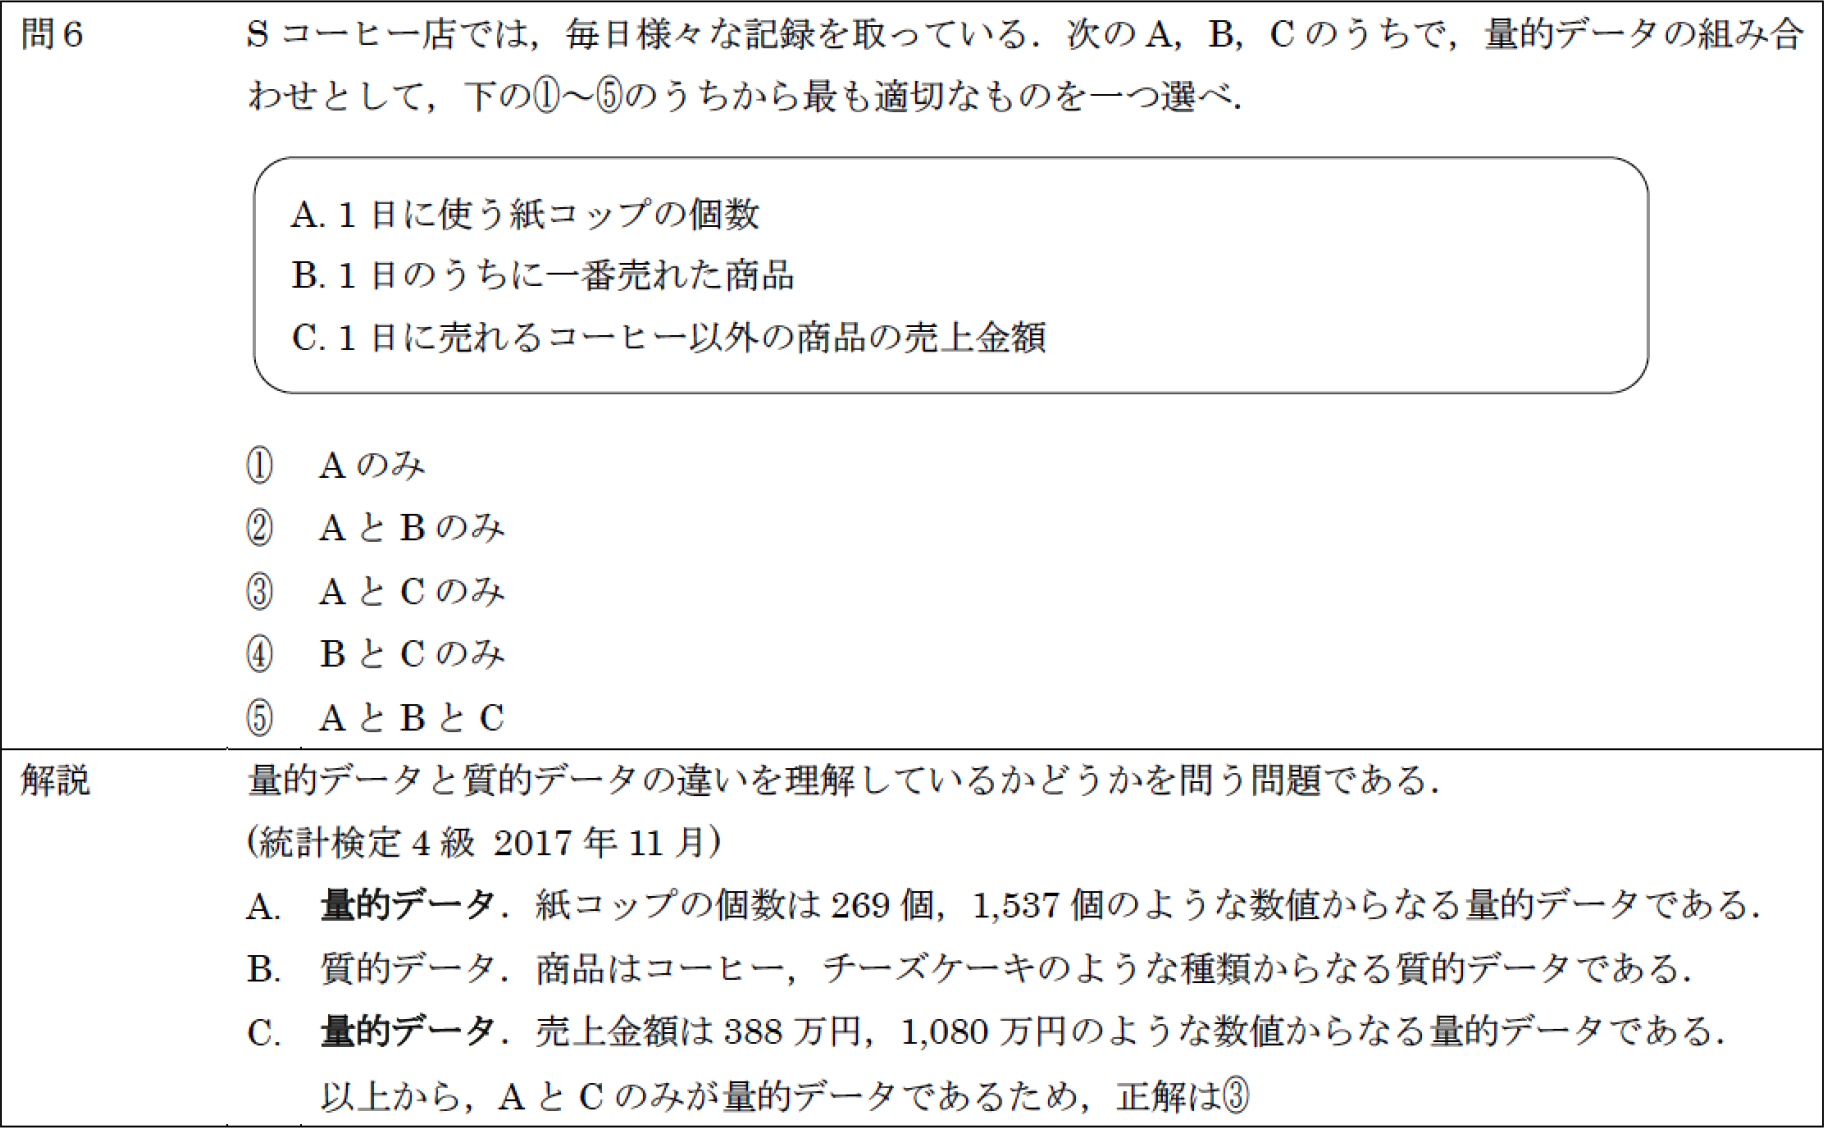 問６ S コーヒー店では，毎日様々な記録を取っている．次の A，B，C のうちで，量的データの組み合
わせとして，下の①～⑤のうちから最も適切なものを一つ選べ．
A. 1 日に使う紙コップの個数
B. 1 日のうちに一番売れた商品
C. 1 日に売れるコーヒー以外の商品の売上金額
① A のみ
② A と B のみ
③ A と C のみ
④ B と C のみ
⑤ A と B と C
解説 量的データと質的データの違いを理解しているかどうかを問う問題である．
(統計検定 4 級 2017 年 11 月)
A. 量的データ．紙コップの個数は 269 個，1,537 個のような数値からなる量的データである．
B. 質的データ．商品はコーヒー，チーズケーキのような種類からなる質的データである．
C. 量的データ．売上金額は 388 万円，1,080 万円のような数値からなる量的データである．
以上から，A と C のみが量的データであるため，正解は③